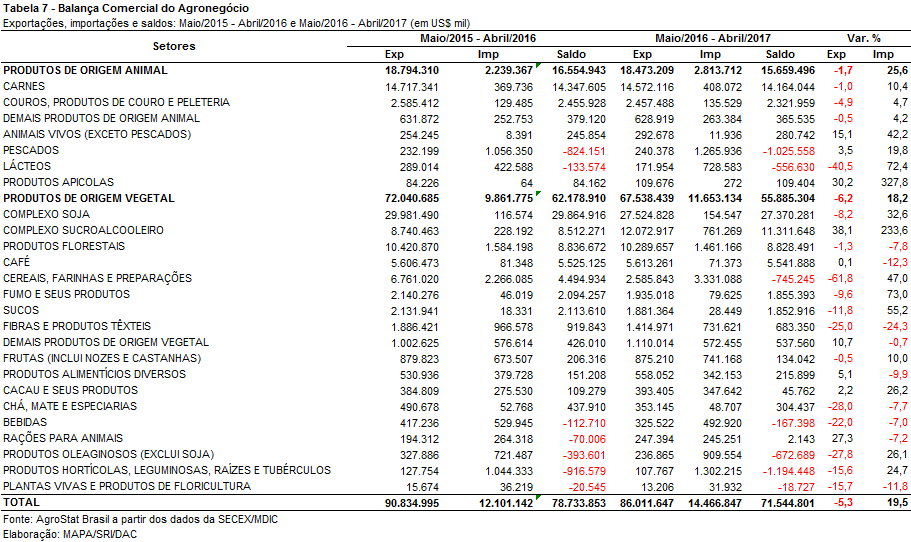 Tabela 7 - Balança Comercial do Agronegócio
Exportações, importações e saldos: Maio/2015 - Abril/2016 e Maio/2016 - Abril/2017 (em US$ mil)
Setores Maio/2015 - Abril/2016 Maio/2016 - Abril/2017 Var. %
Exp Imp Saldo Exp Imp Saldo Exp Imp
PRODUTOS DE ORIGEM ANIMAL 18.794.310 2.239.367 16.554.943 18.473.209 2.813.712 15.659.496 -1,7 25,6
CARNES 14.717.341 369.736 14.347.605 14.572.116 408.072 14.164.044 -1,0 10,4
COUROS, PRODUTOS DE COURO E PELETERIA 2.585.412 129.485 2.455.928 2.457.488 135.529 2.321.959 -4,9 4,7
DEMAIS PRODUTOS DE ORIGEM ANIMAL 631.872 252.753 379.120 628.919 263.384 365.535 -0,5 4,2
ANIMAIS VIVOS (EXCETO PESCADOS) 254.245 8.391 245.854 292.678 11.936 280.742 15,1 42,2
PESCADOS 232.199 1.056.350 -824.151 240.378 1.265.936 -1.025.558 3,5 19,8
LÁCTEOS 289.014 422.588 -133.574 171.954 728.583 -556.630 -40,5 72,4
PRODUTOS APICOLAS 84.226 64 84.162 109.676 272 109.404 30,2 327,8
PRODUTOS DE ORIGEM VEGETAL 72.040.685 9.861.775 62.178.910 67.538.439 11.653.134 55.885.304 -6,2 18,2
COMPLEXO SOJA 29.981.490 116.574 29.864.916 27.524.828 154.547 27.370.281 -8,2 32,6
COMPLEXO SUCROALCOOLEIRO 8.740.463 228.192 8.512.271 12.072.917 761.269 11.311.648 38,1 233,6
PRODUTOS FLORESTAIS 10.420.870 1.584.198 8.836.672 10.289.657 1.461.166 8.828.491 -1,3 -7,8
CAFÉ 5.606.473 81.348 5.525.125 5.613.261 71.373 5.541.888 0,1 -12,3
CEREAIS, FARINHAS E PREPARAÇÕES 6.761.020 2.266.085 4.494.934 2.585.843 3.331.088 -745.245 -61,8 47,0
FUMO E SEUS PRODUTOS 2.140.276 46.019 2.094.257 1.935.018 79.625 1.855.393 -9,6 73,0
SUCOS 2.131.941 18.331 2.113.610 1.881.364 28.449 1.852.916 -11,8 55,2
FIBRAS E PRODUTOS TÊXTEIS 1.886.421 966.578 919.843 1.414.971 731.621 683.350 -25,0 -24,3
DEMAIS PRODUTOS DE ORIGEM VEGETAL 1.002.625 576.614 426.010 1.110.014 572.455 537.560 10,7 -0,7
FRUTAS (INCLUI NOZES E CASTANHAS) 879.823 673.507 206.316 875.210 741.168 134.042 -0,5 10,0
PRODUTOS ALIMENTÍCIOS DIVERSOS 530.936 379.728 151.208 558.052 342.153 215.899 5,1 -9,9
CACAU E SEUS PRODUTOS 384.809 275.530 109.279 393.405 347.642 45.762 2,2 26,2
CHÁ, MATE E ESPECIARIAS 490.678 52.768 437.910 353.145 48.707 304.437 -28,0 -7,7
BEBIDAS 417.236 529.945 -112.710 325.522 492.920 -167.398 -22,0 -7,0
RAÇÕES PARA ANIMAIS 194.312 264.318 -70.006 247.394 245.251 2.143 27,3 -7,2
PRODUTOS OLEAGINOSOS (EXCLUI SOJA) 327.886 721.487 -393.601 236.865 909.554 -672.689 -27,8 26,1
PRODUTOS HORTÍCOLAS, LEGUMINOSAS, RAÍZES E TUBÉRCULOS 127.754 1.044.333 -916.579 107.767 1.302.215 -1.194.448 -15,6 24,7
PLANTAS VIVAS E PRODUTOS DE FLORICULTURA 15.674 36.219 -20.545 13.206 31.932 -18.727 -15,7 -11,8
TOTAL 90.834.995 12.101.142 78.733.853 86.011.647 14.466.847 71.544.801 -5,3 19,5
Fonte: AgroStat Brasil a partir dos dados da SECEX/MDIC
Elaboração: MAPA/SRI/DAC